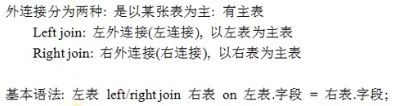 外连接分为两种: 是以某张表为主: 有主表
Left join: 左外连接(左连接), 以左表为主表
Right join: 右外连接(右连接), 以右表为主表
基本语法: 左表 left/right join 右表 on 左表.字段 = 右表.字段;